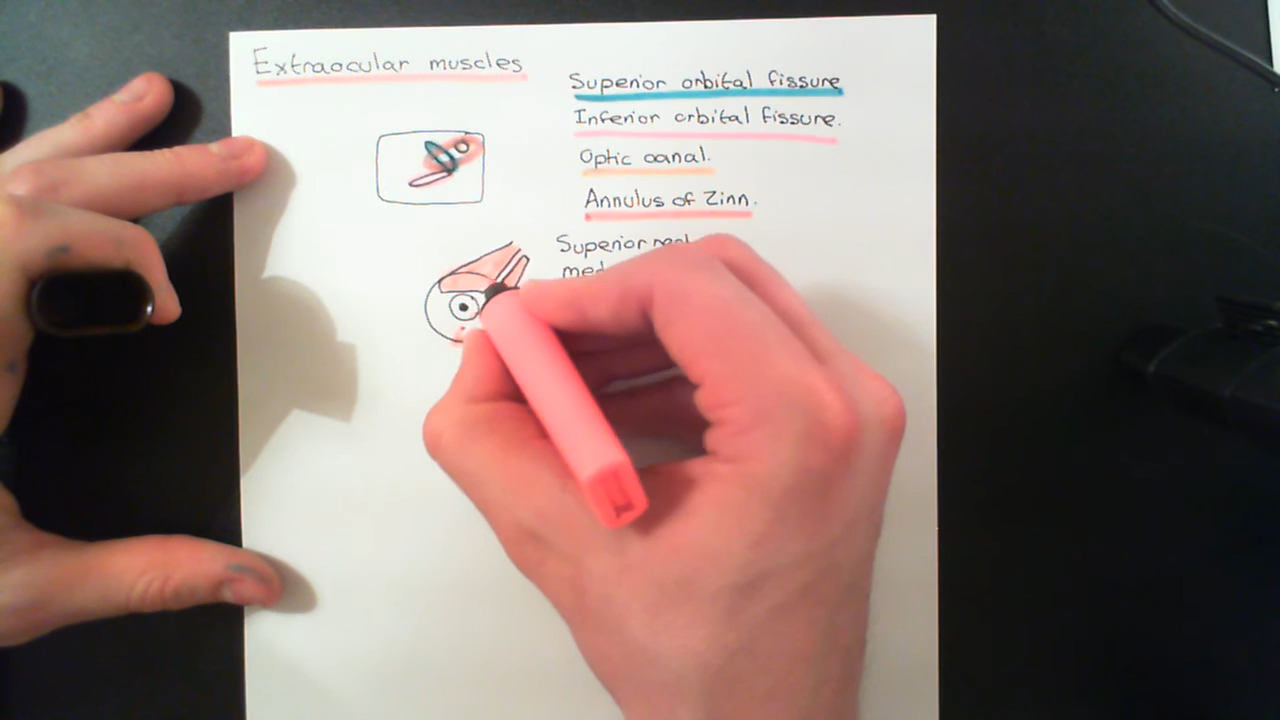 Extraocular muscles
Superior orbital fissure
Inferior orbital fissure.
Optic canal.
Annulus of Zinn.
Superior